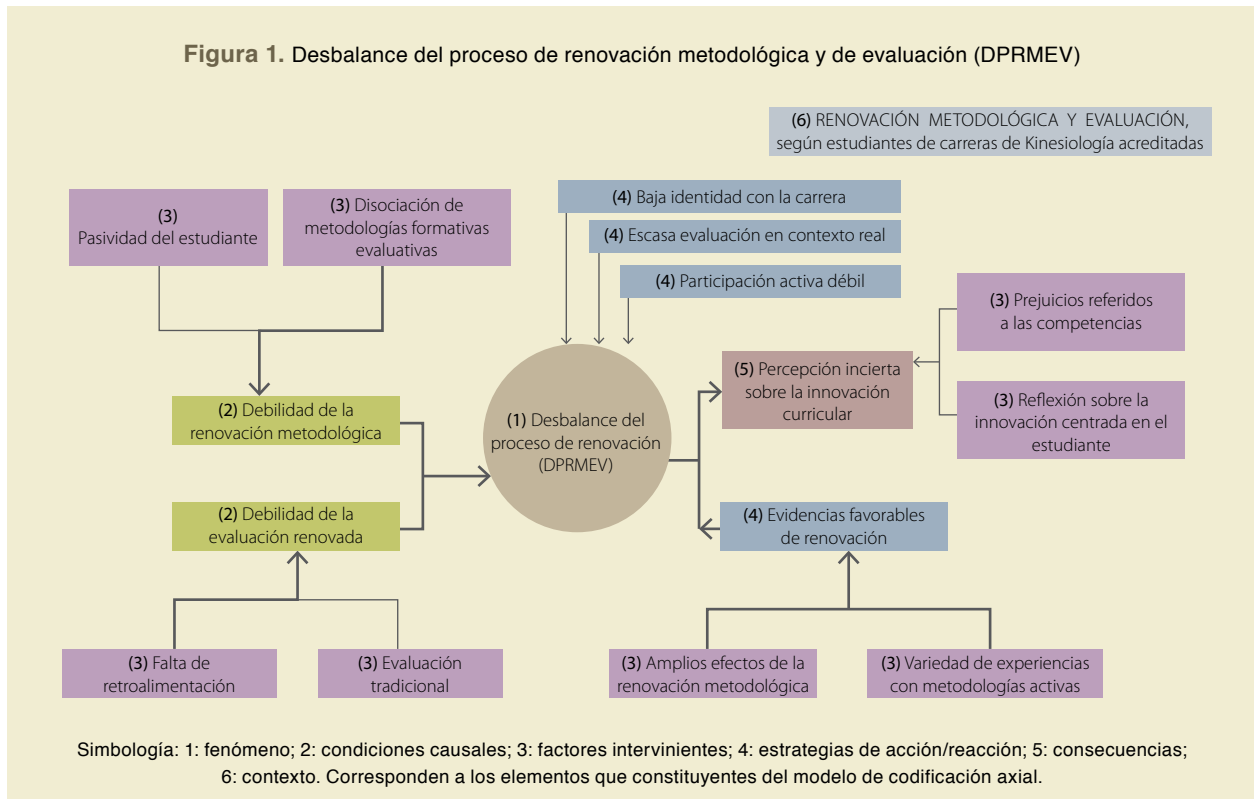 Figura 1. Desbalance del proceso de renovación metodológica y de evaluación (DPRMEV)
(6) RENOVACIÓN METODOLÓGICA Y EVALUACIÓN,
según estudiantes de carreras de Kinesiología acreditadas
(3)
Pasividad del estudiante
(3) Disociación de
metodologías formativas
evaluativas
(4) Baja identidad con la carrera
(4) Escasa evaluación en contexto real
(4) Participación activa débil
(3) Prejuicios referidos
a las competencias
(5) Percepción incierta
sobre la innovación
curricular
(3) Reflexión sobre la
innovación centrada en el
estudiante
(2) Debilidad de la
renovación metodológica
(1) Desbalance del
proceso de renovación
(DPRMEV)
(2) Debilidad de la
evaluación renovada
(4) Evidencias favorables
de renovación
(3) Falta de
retroalimentación
(3) Evaluación
tradicional
(3) Amplios efectos de la
renovación metodológica
(3) Variedad de experiencias
con metodologías activas
Simbología: 1: fenómeno; 2: condiciones causales; 3: factores intervinientes; 4: estrategias de acción/reacción; 5: consecuencias;
6: contexto. Corresponden a los elementos que constituyentes del modelo de codificación axial.